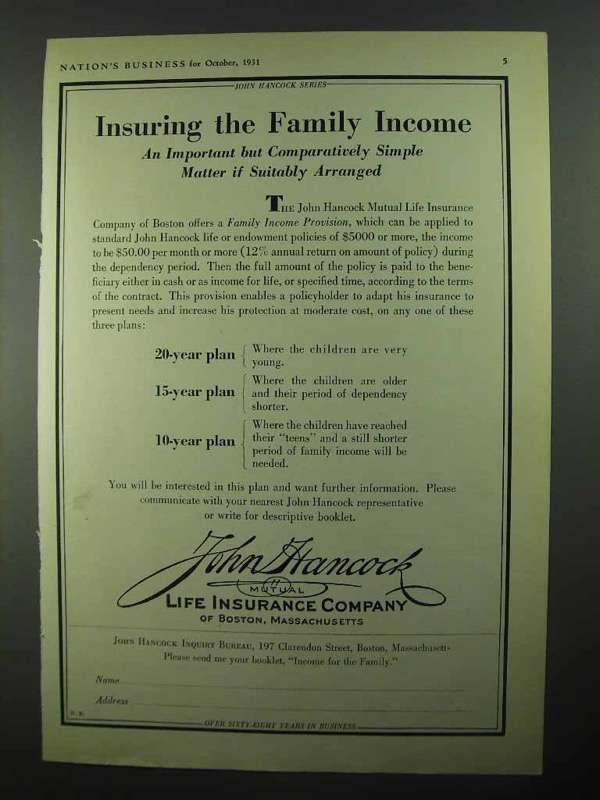 NATION'S BUSINESS for October, 1931 5
JOHN HANCOCK SERIES
Insuring the Family Income
An Important but Comparatively Simple
Matter if Suitably Arranged
THE John Hancock Mutual Life Insurance
Company of Boston offers a Family Income Provision, which can be applied to
standard John Hancock life or endowment policies of $5000 or more, the income
to be $50.00 per month or more (12% annual return on amount of policy) during
the dependency period. Then the full amount of the policy is paid to the bene-
ficiary either in cash or as income for life, or specified time, according to the terms
of the contract. This provision enables a policyholder to adapt his insurance to
present needs and increase his protection at moderate cost, on any one of these
three plans:
20-year plan { Where the children are very
young.
15-year plan { Where the children are older
and their period of dependency
shorter.
10-year plan { Where the children have reached
their "teens" and a still shorter
period of family income will be
needed.
You will be interested in this plan and want further information. Please
communicate with your nearest John Hancock representative
or write for descriptive booklet.
John Hancock
MUTUAL
LIFE INSURANCE COMPANY
OF BOSTON, MASSACHUSETTS
JOHN HANCOCK INQUIRY BUREAU, 197 Clarendon Street, Boston, Massachusetts
Please send me your booklet, "Income for the Family."
Name
Address
OVER SIXTY-EIGHT YEARS IN BUSINESS